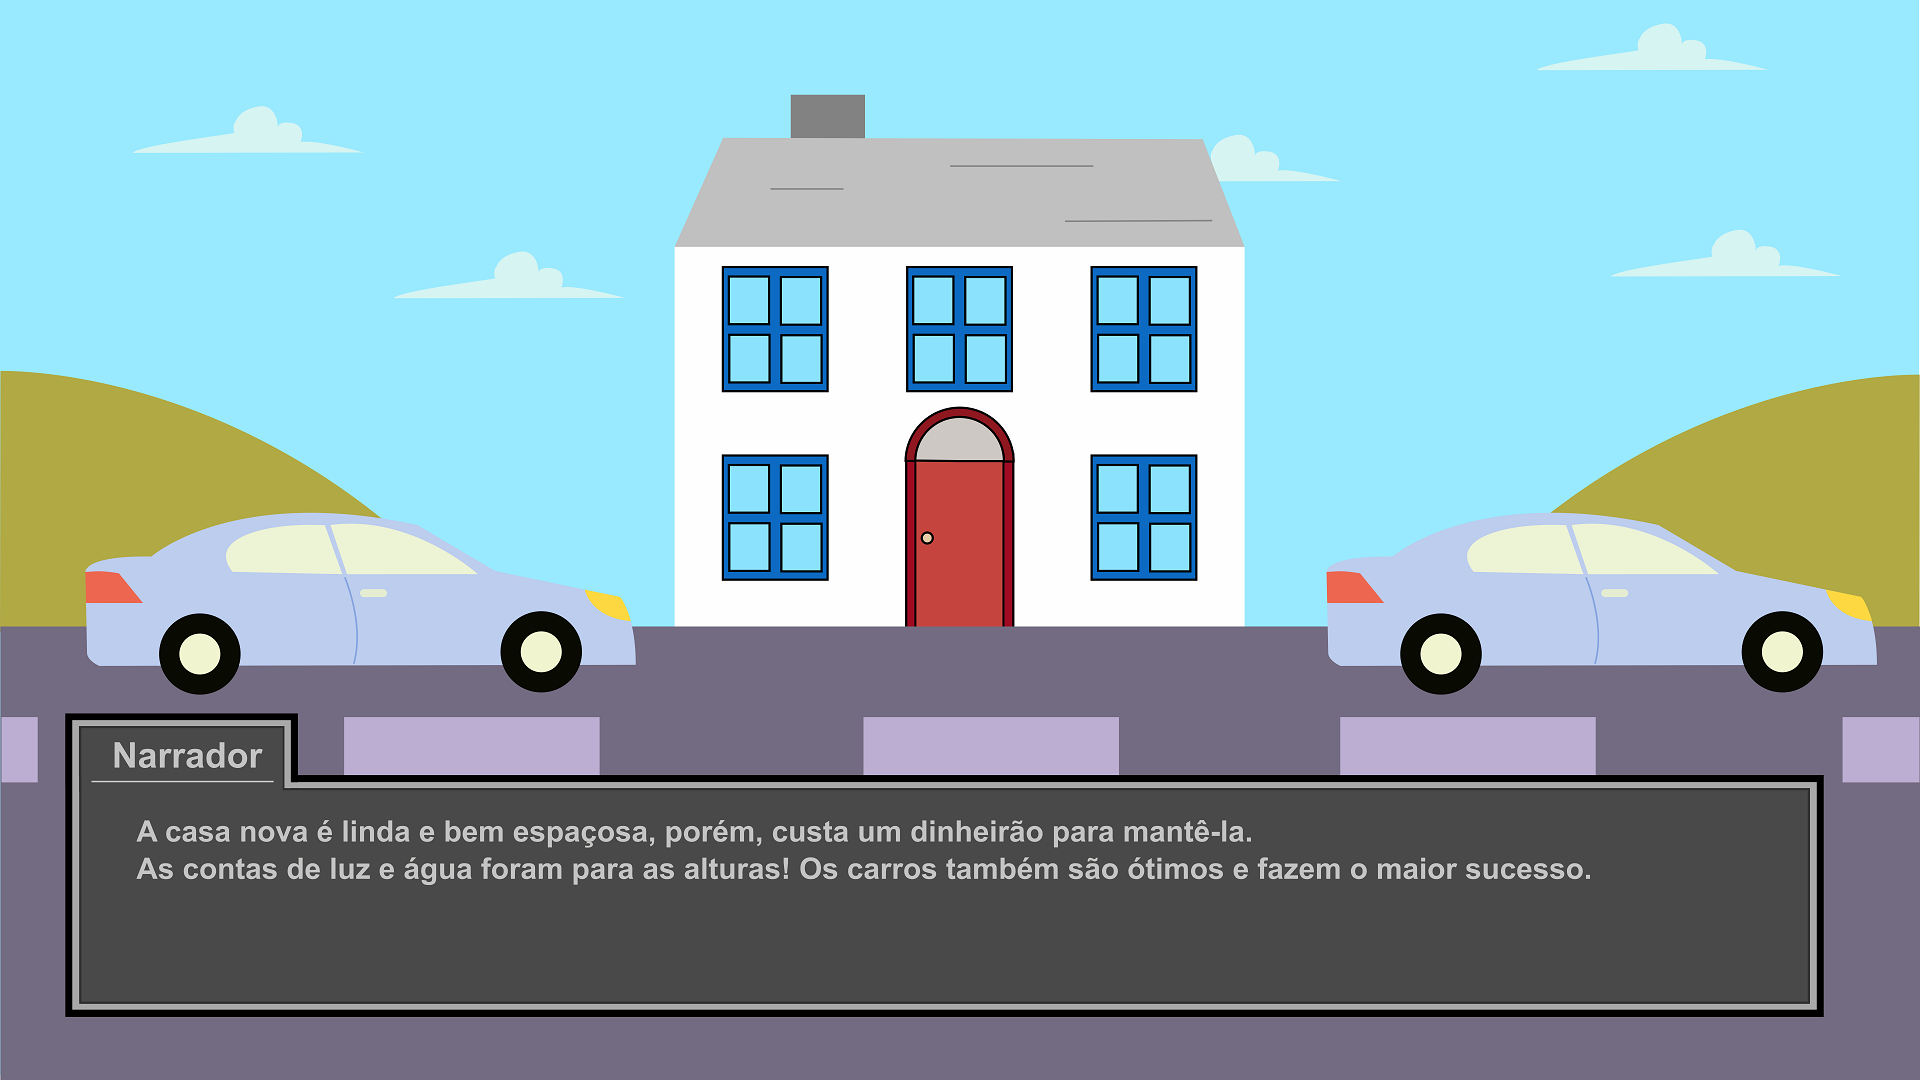 Narrador
A casa nova é linda e bem espaçosa, porém, custa um dinheirão para mantê-la.
As contas de luz e água foram para as alturas! Os carros também são ótimos e fazem o maior sucesso.